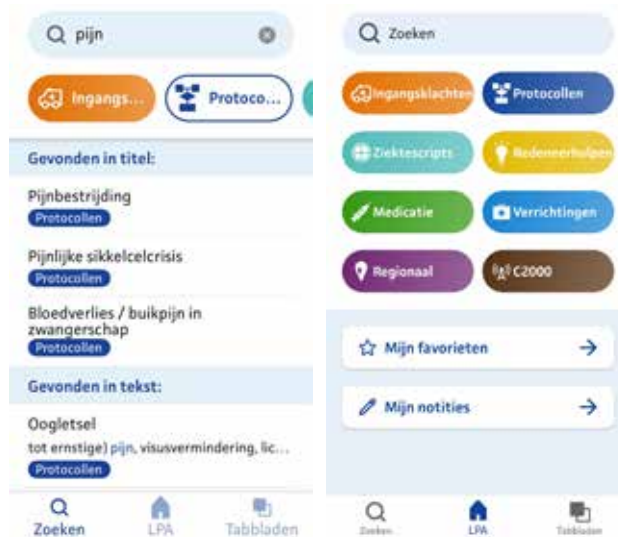 pijn
Ingangs...
Protoco...
Gevonden in titel:
Pijnbestrijding
Protocollen
Pijnlijke sikkelcelcrisis
Protocollen
Bloedverlies / buikpijn in
zwangerschap
Protocollen
Gevonden in tekst:
Oogletsel
tot ernstige) pijn, visusvermindering, lic...
Protocollen
Zoeken
LPA
Tabbladen
Zoeken
Ingangsklachten
Protocollen
Ziektescripts
Redeneerhulpen
Medicatie
Verrichtingen
Regionaal
C2000
Mijn favorieten
Mijn notities
Zoeken
LPA
Tabbladen